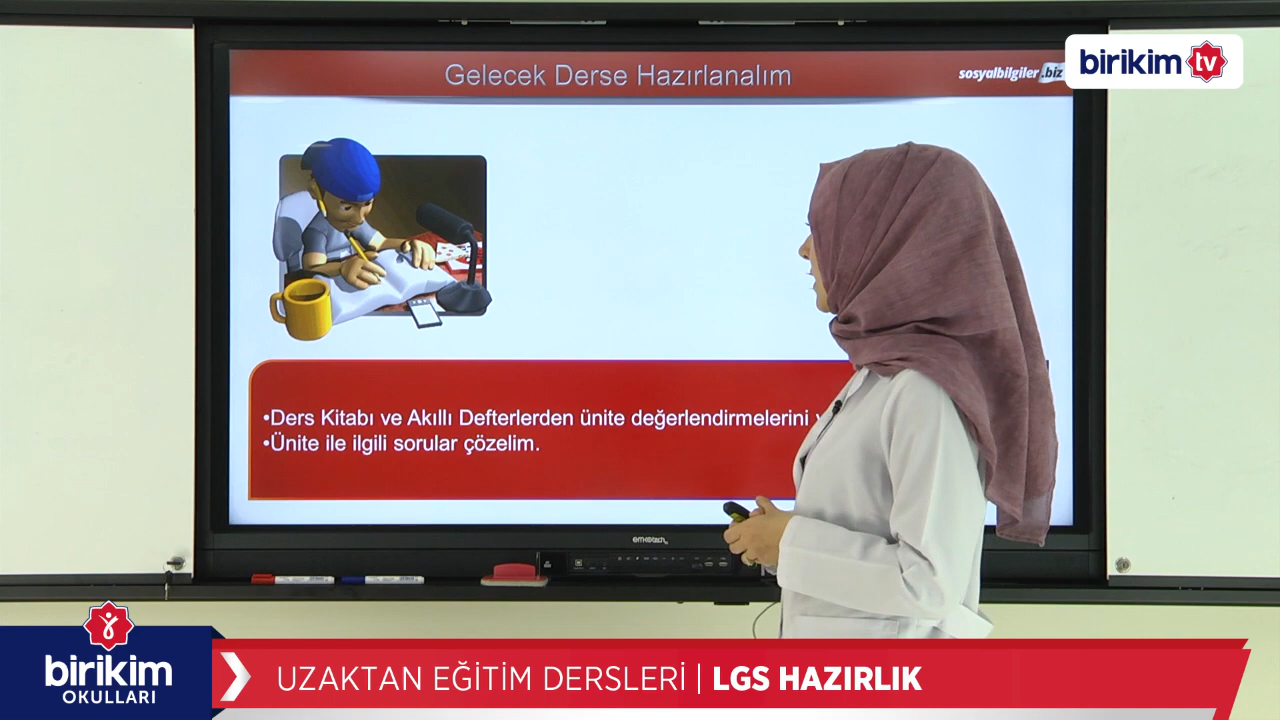 Gelecek Derse Hazırlanalım
sosyalbilgiler.biz
birikim tv
•Ders Kitabı ve Akıllı Defterlerden ünite değerlendirmelerini
•Ünite ile ilgili sorular çözelim.
birikim
OKULLARI
UZAKTAN EĞİTİM DERSLERİ | LGS HAZIRLIK